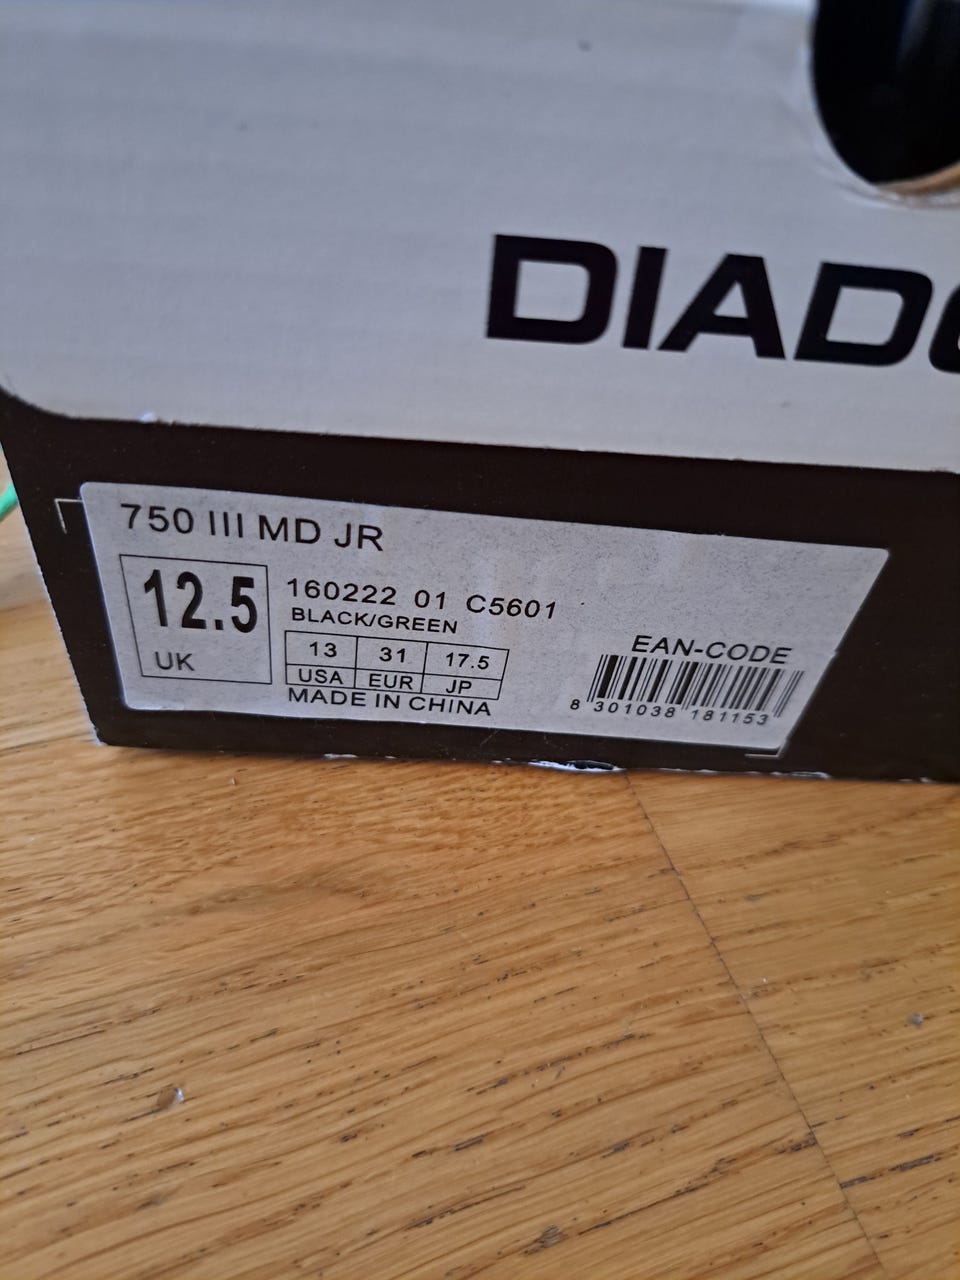 DIADO
750 III MD JR
12.5
UK
160222 01 C5601
BLACK/GREEN
13 31 17.5
USA EUR JP
MADE IN CHINA
EAN-CODE
8 301038 181153